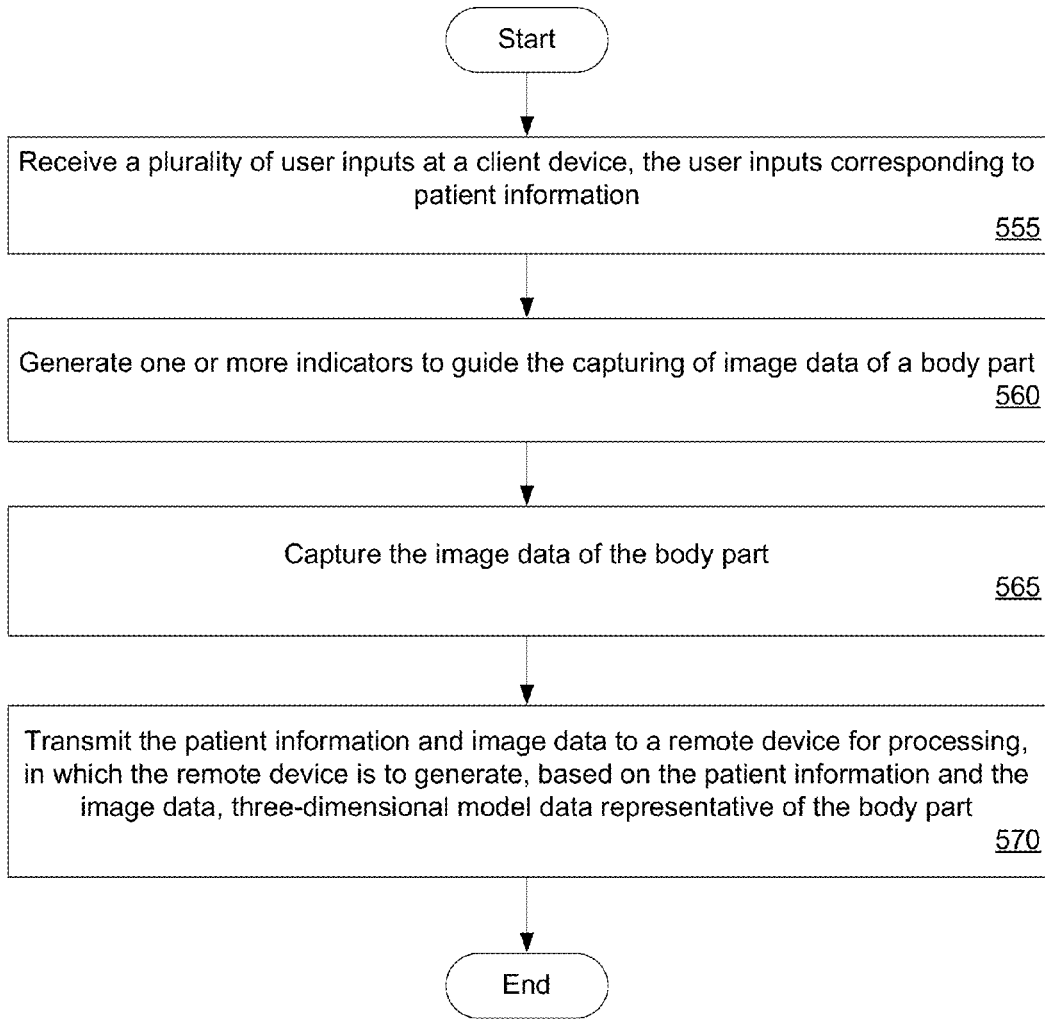 Start
Receive a plurality of user inputs at a client device, the user inputs corresponding to
patient information
555
Generate one or more indicators to guide the capturing of image data of a body part
560
Capture the image data of the body part
565
Transmit the patient information and image data to a remote device for processing,
in which the remote device is to generate, based on the patient information and the
image data, three-dimensional model data representative of the body part
570
End